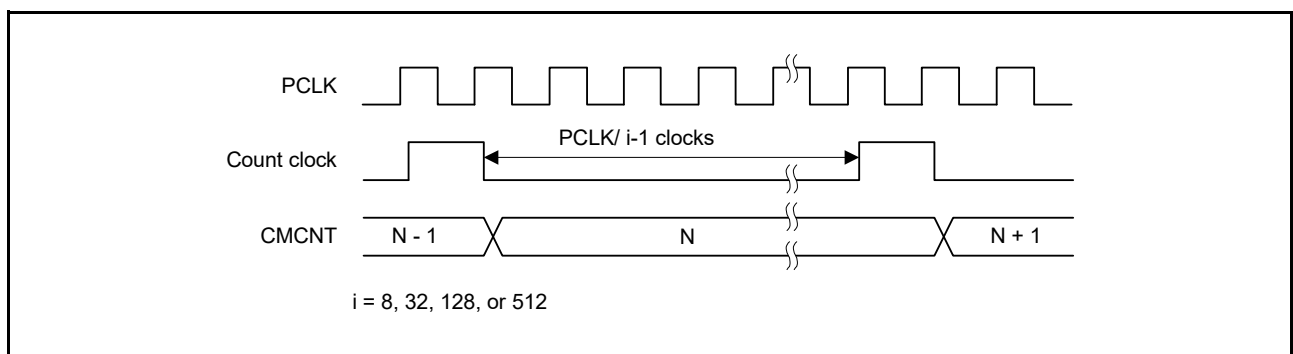 PCLK
PCLK/ i-1 clocks
Count clock
CMCNT N - 1 N N + 1
i = 8, 32, 128, or 512